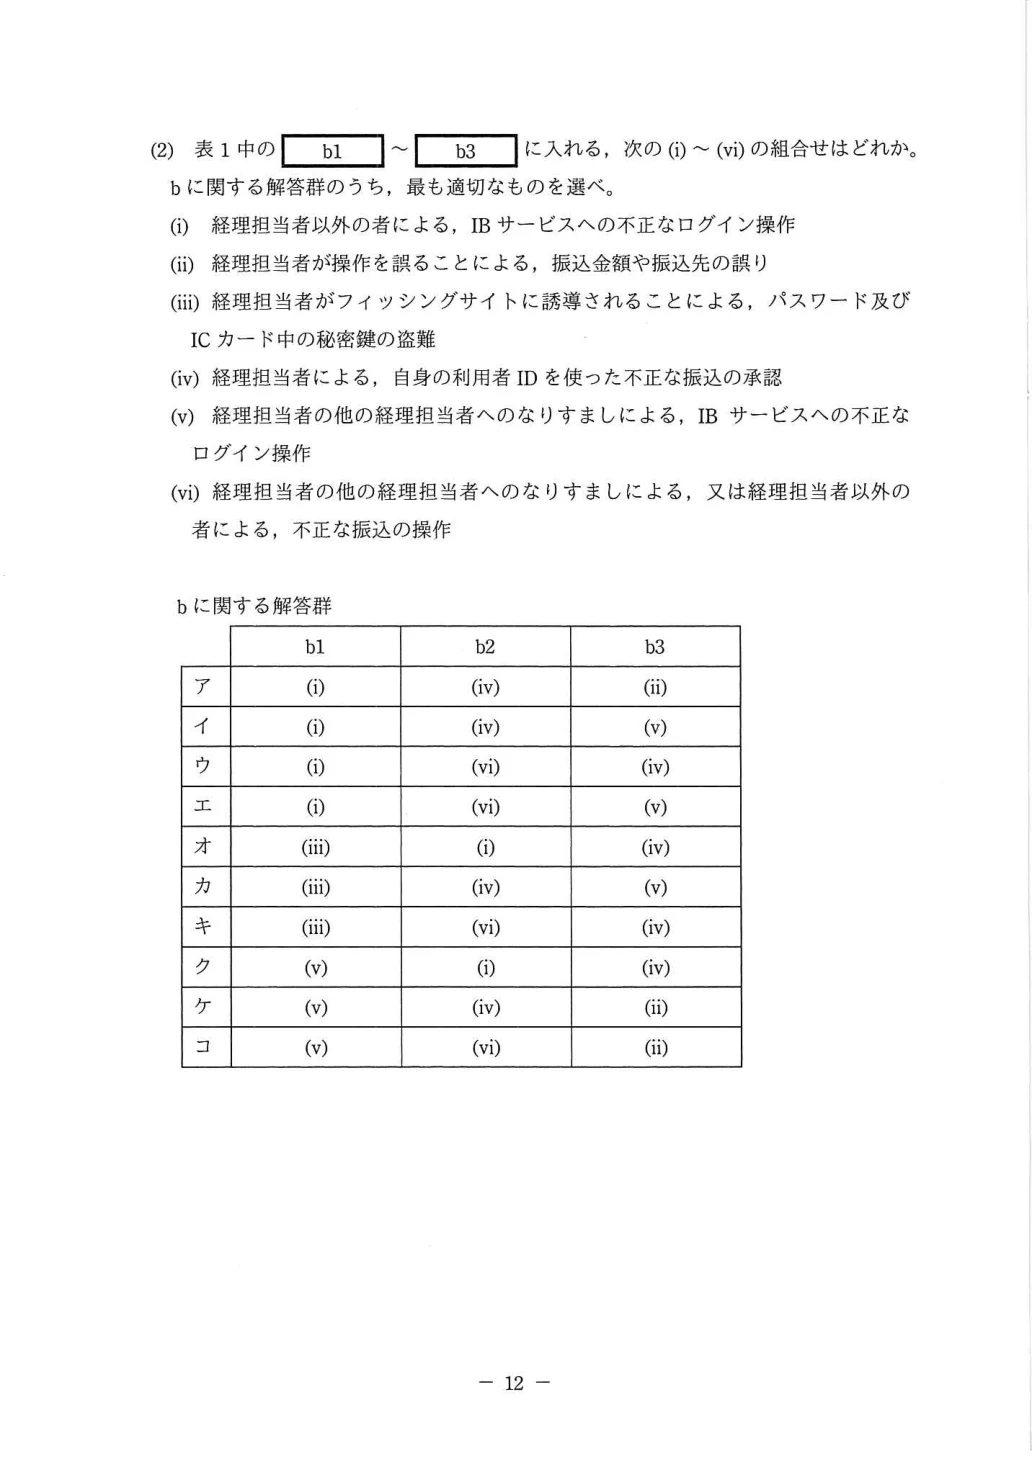 (2) 表 1 中の b1 ～ b3 に入れる，次の (i) ～ (vi) の組合せはどれか。
b に関する解答群のうち，最も適切なものを選べ。
(i) 経理担当者以外の者による，IB サービスへの不正なログイン操作
(ii) 経理担当者が操作を誤ることによる，振込金額や振込先の誤り
(iii) 経理担当者がフィッシングサイトに誘導されることによる，パスワード及び
IC カード中の秘密鍵の盗難
(iv) 経理担当者による，自身の利用者 ID を使った不正な振込の承認
(v) 経理担当者の他の経理担当者へのなりすましによる，IB サービスへの不正な
ログイン操作
(vi) 経理担当者の他の経理担当者へのなりすましによる，又は経理担当者以外の
者による，不正な振込の操作
b に関する解答群
b1 b2 b3
ア (i) (iv) (ii)
イ (i) (iv) (v)
ウ (i) (vi) (iv)
エ (i) (vi) (v)
オ (iii) (i) (iv)
カ (iii) (iv) (v)
キ (iii) (vi) (iv)
ク (v) (i) (iv)
ケ (v) (iv) (ii)
コ (v) (vi) (ii)
－ 12 －